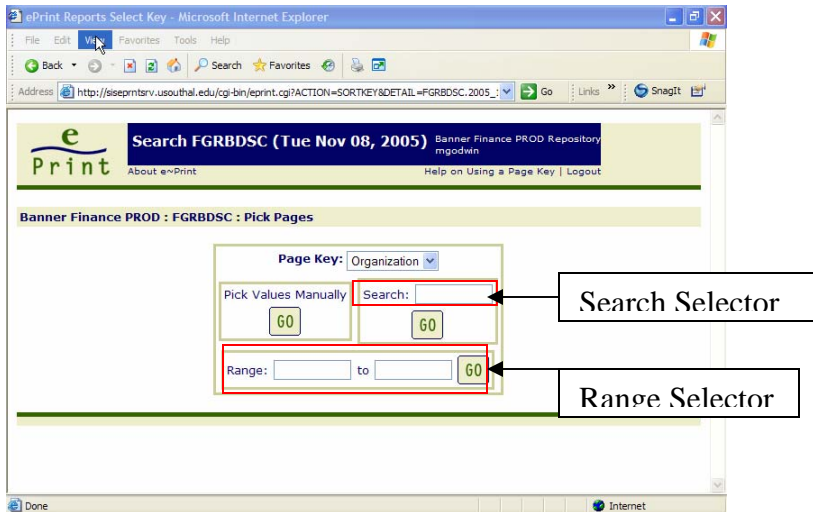 ePrint Reports Select Key - Microsoft Internet Explorer
File Edit View Favorites Tools Help
Back Search Favorites
Address http://siseprntsrv.usouthal.edu/cgi-bin/eprint.cgi?ACTION=SORTKEY&DETAIL=FGRBDSC.2005_ Go Links » SnagIt
e Print
Search FGRBDSC (Tue Nov 08, 2005) Banner Finance PROD Repository
mgodwin
About e~Print Help on Using a Page Key | Logout
Banner Finance PROD : FGRBDSC : Pick Pages
Page Key: Organization
Pick Values Manually Search:
GO GO
Search Selector
Range: to GO
Range Selector
Done Internet